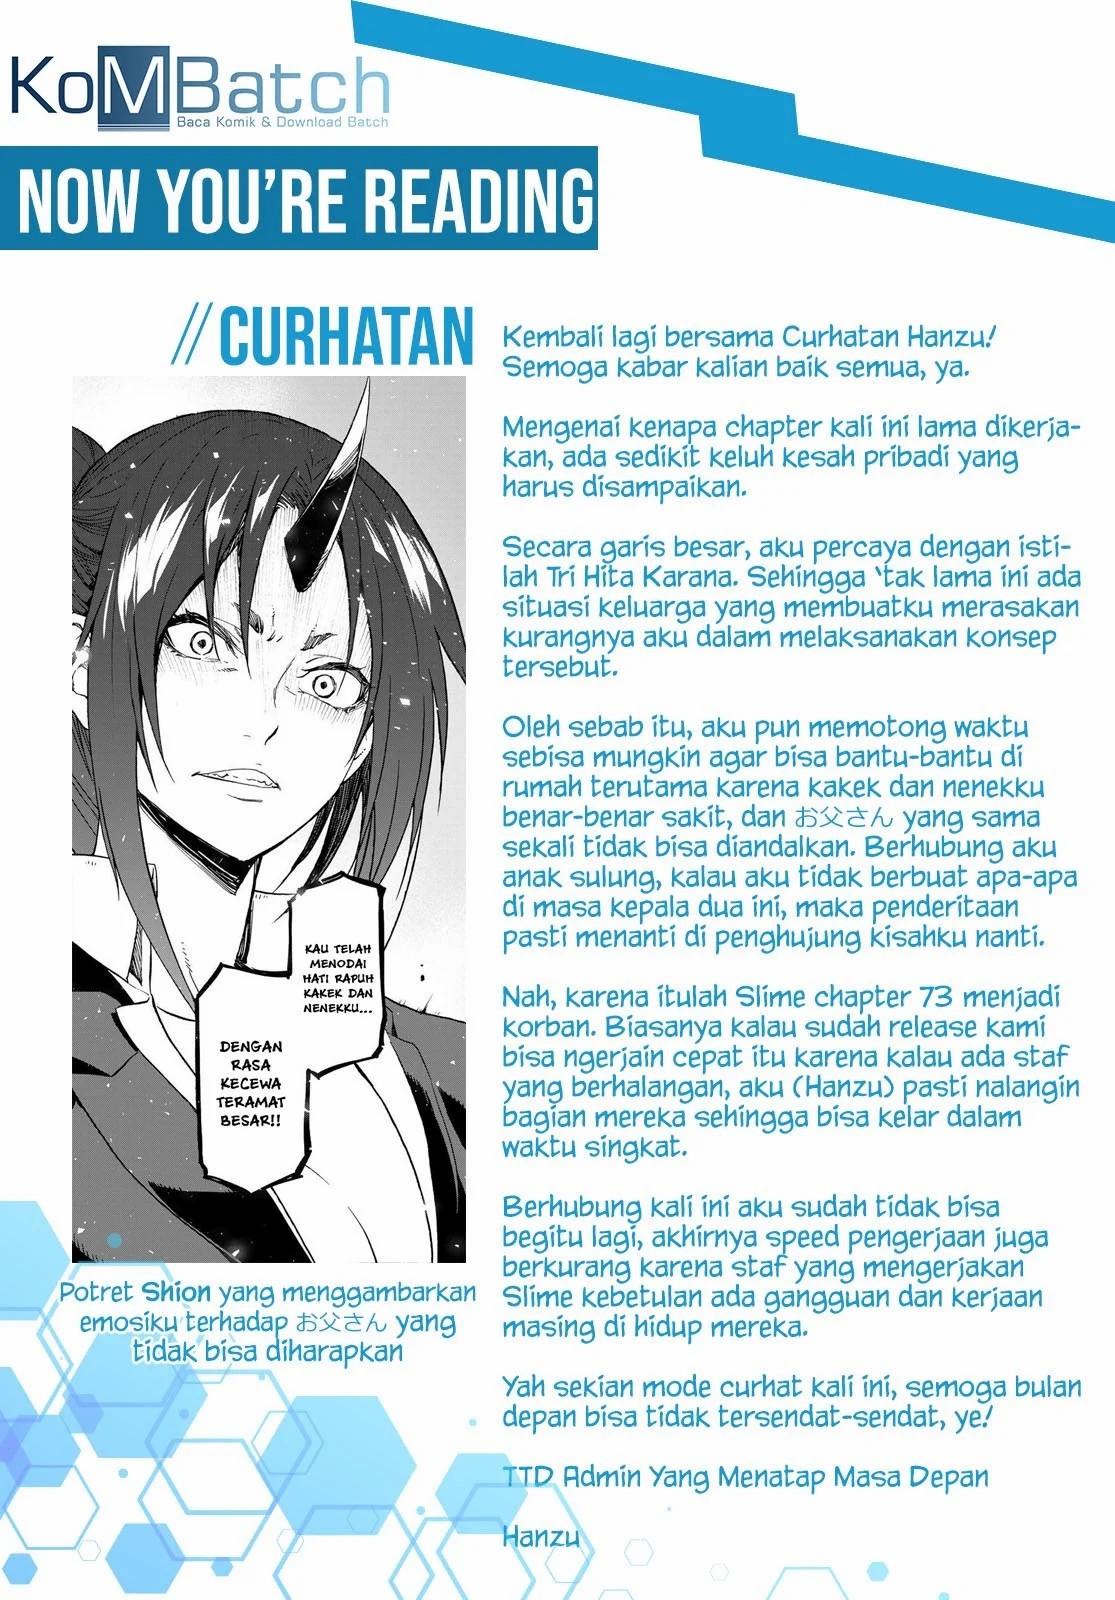 KoMBatch
Baca Komik & Download Batch
NOW YOU'RE READING
// CURHATAN
KAU TELAH
MENODAI
HATI RAPUH
KAKEK DAN
NENEKKU...
DENGAN
RASA
KECEWA
TERAMAT
BESAR!!
Potret Shion yang menggambarkan
emosiku terhadap お父さん yang
tidak bisa diharapkan
Kembali lagi bersama Curhatan Hanzu!
Semoga kabar kalian baik semua, ya.
Mengenai kenapa chapter kali ini lama dikerja-
kan, ada sedikit keluh kesah pribadi yang
harus disampaikan.
Secara garis besar, aku percaya dengan isti-
lah Tri Hita Karana. Sehingga 'tak lama ini ada
situasi keluarga yang membuatku merasakan
kurangnya aku dalam melaksanakan konsep
tersebut.
Oleh sebab itu, aku pun memotong waktu
sebisa mungkin agar bisa bantu-bantu di
rumah terutama karena kakek dan nenekku
benar-benar sakit, dan お父さん yang sama
sekali tidak bisa diandalkan. Berhubung aku
anak sulung, kalau aku tidak berbuat apa-apa
di masa kepala dua ini, maka penderitaan
pasti menanti di penghujung kisahku nanti.
Nah, karena itulah Slime chapter 73 menjadi
korban. Biasanya kalau sudah release kami
bisa ngerjain cepat itu karena kalau ada staf
yang berhalangan, aku (Hanzu) pasti nalangin
bagian mereka sehingga bisa kelar dalam
waktu singkat.
Berhubung kali ini aku sudah tidak bisa
begitu lagi, akhirnya speed pengerjaan juga
berkurang karena staf yang mengerjakan
Slime kebetulan ada gangguan dan kerjaan
masing di hidup mereka.
Yah sekian mode curhat kali ini, semoga bulan
depan bisa tidak tersendat-sendat, ye!
TTD Admin Yang Menatap Masa Depan
Hanzu